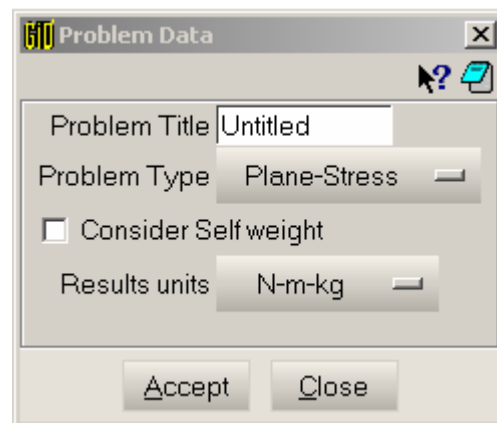 GiD Problem Data
Problem Title Untitled
Problem Type Plane-Stress
Consider Self weight
Results units N-m-kg
Accept Close